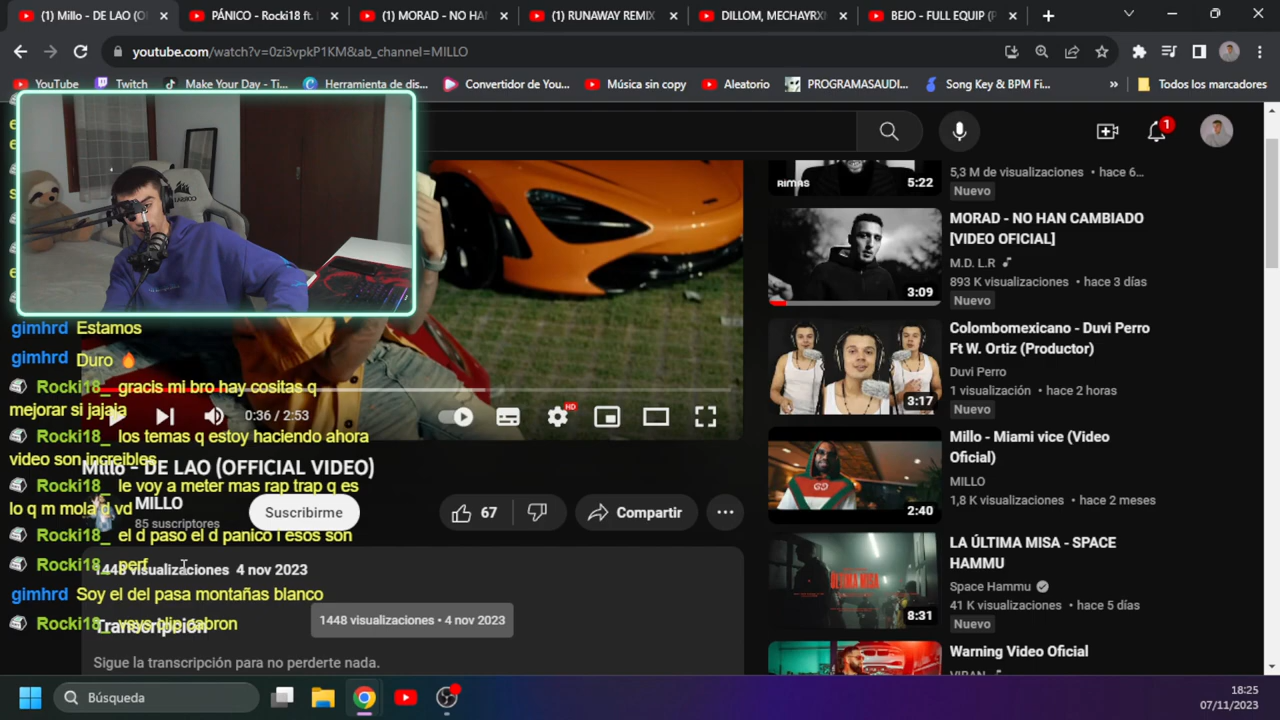 (1) Millo - DE LAO (O
PÁNICO - Rocki18 ft.
(1) MORAD - NO HA
(1) RUNAWAY REMIX
DILLOM, MECHAYRX
BEJO - FULL EQUIP (P
youtube.com/watch?v=0zi3vpkP1KM&ab_channel=MILLO
YouTube
Twitch
Make Your Day - Ti...
Herramienta de dis...
Convertidor de You...
Música sin copy
Aleatorio
PROGRAMASAUDI...
Song Key & BPM Fi...
»
Todos los marcadores
1
RIMAS
5:22
5,3 M de visualizaciones • hace 6...
Nuevo
3:09
MORAD - NO HAN CAMBIADO
[VIDEO OFICIAL]
M.D. L.R
893 K visualizaciones • hace 3 días
Nuevo
3:17
Colombomexicano - Duvi Perro
Ft W. Ortiz (Productor)
Duvi Perro
1 visualización • hace 2 horas
Nuevo
2:40
Millo - Miami vice (Video
Oficial)
MILLO
1,8 K visualizaciones • hace 2 meses
8:31
LA ÚLTIMA MISA - SPACE
HAMMU
Space Hammu
41 K visualizaciones • hace 5 días
Nuevo
Warning Video Oficial
gimhrd Estamos
gimhrd Duro
Rocki18_ gracis mi bro hay cositas q
mejorar si jajaja
0:36 / 2:53
HD
Rocki18_ los temas q estoy haciendo ahora
video son increibles
Millo - DE LAO (OFFICIAL VIDEO)
Rocki18_ le voy a meter mas rap trap q es
lo q m mola d vd
MILLO
85 suscriptores
Suscribirme
67
Compartir
Rocki18_ el d paso el d panico i esos son
Rocki18_ perf
1448 visualizaciones 4 nov 2023
gimhrd Soy el del pasa montañas blanco
Rocki18_
Transcripción
1448 visualizaciones • 4 nov 2023
Sigue la transcripción para no perderte nada.
Búsqueda
18:25
07/11/2023